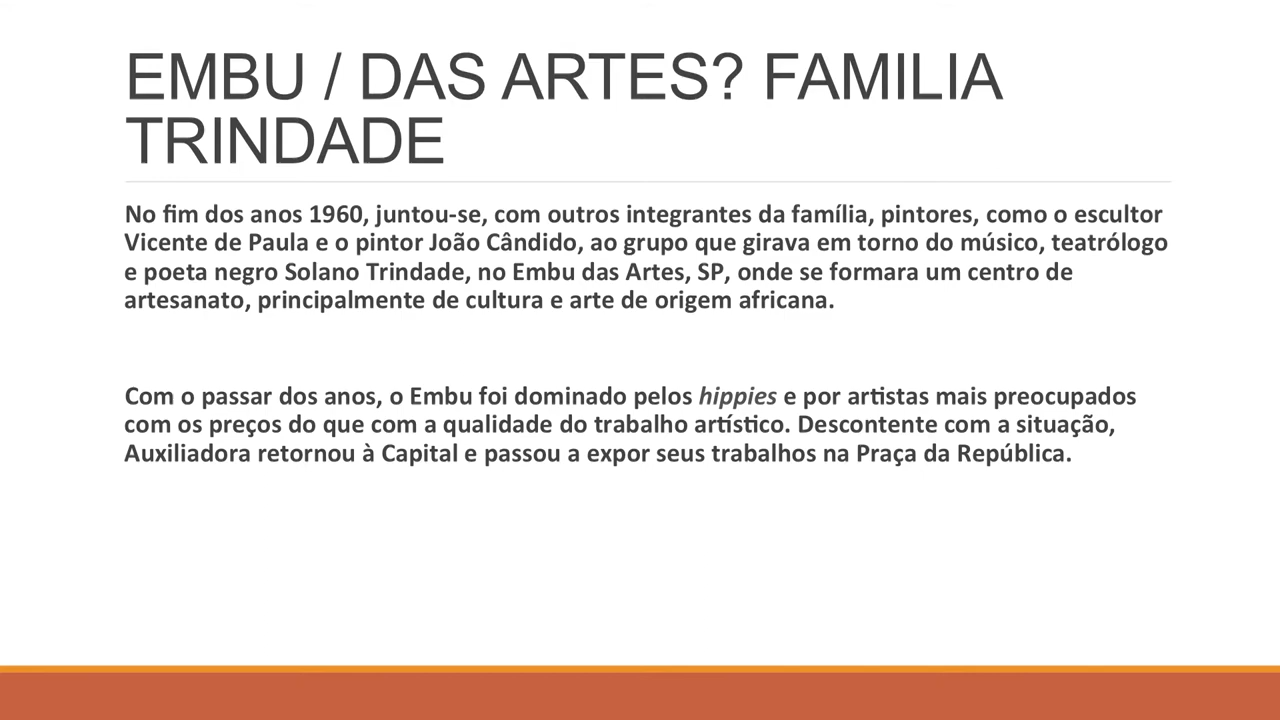 EMBU / DAS ARTES? FAMILIA
TRINDADE
No fim dos anos 1960, juntou-se, com outros integrantes da família, pintores, como o escultor
Vicente de Paula e o pintor João Cândido, ao grupo que girava em torno do músico, teatrólogo
e poeta negro Solano Trindade, no Embu das Artes, SP, onde se formara um centro de
artesanato, principalmente de cultura e arte de origem africana.
Com o passar dos anos, o Embu foi dominado pelos hippies e por artistas mais preocupados
com os preços do que com a qualidade do trabalho artístico. Descontente com a situação,
Auxiliadora retornou à Capital e passou a expor seus trabalhos na Praça da República.